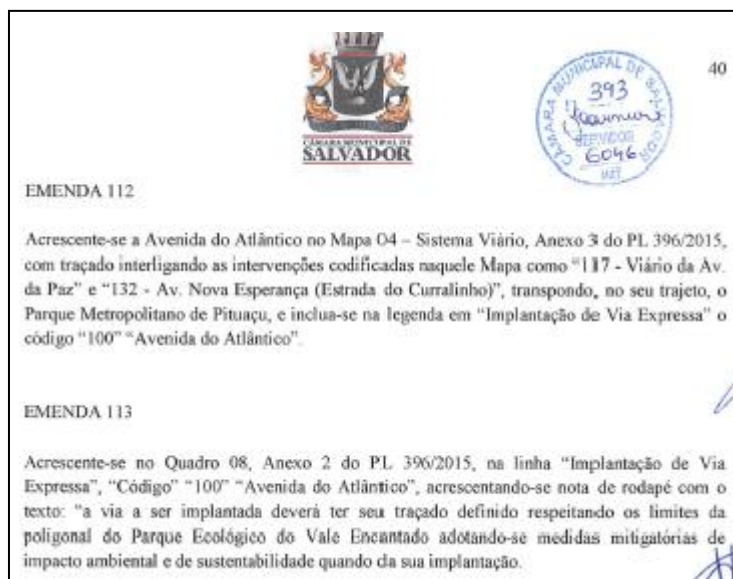 40
CÂMARA MUNICIPAL DE
SALVADOR
CÂMARA MUNICIPAL DE SALVADOR
393
SERVIDOR
6046
EMENDA 112
Acrescente-se a Avenida do Atlântico no Mapa O4 – Sistema Viário, Anexo 3 do PL 396/2015,
com traçado interligando as intervenções codificadas naquele Mapa como “117 - Viário da Av.
da Paz” e “132 - Av. Nova Esperança (Estrada do Curralinho)”, transpondo, no seu trajeto, o
Parque Metropolitano de Pituaçu, e inclua-se na legenda em “Implantação de Via Expressa” o
código “100” “Avenida do Atlântico”.
EMENDA 113
Acrescente-se no Quadro 08, Anexo 2 do PL 396/2015, na linha “Implantação de Via
Expressa”, “Código” “100” “Avenida do Atlântico”, acrescentando-se nota de rodapé com o
texto: “a via a ser implantada deverá ter seu traçado definido respeitando os limites da
poligonal do Parque Ecológico do Vale Encantado adotando-se medidas mitigatórias de
impacto ambiental e de sustentabilidade quando da sua implantação.